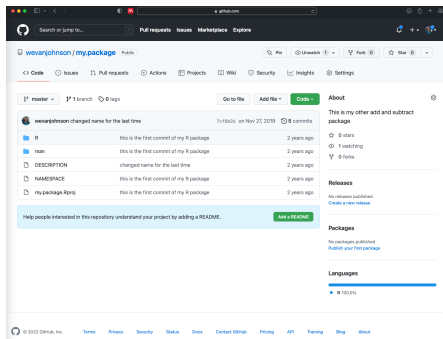 github.com
Pull requests Issues Marketplace Explore
wevanjohnson / my.package Public
Pin Unwatch 1 Fork 0 Star 0
Code Issues Pull requests Actions Projects Wiki Security Insights Settings
master 1 branch 0 tags Go to file Add file Code
wevanjohnson changed name for the last time on Nov 27, 2019 5 commits
R this is the first commit of my R package 2 years ago
man this is the first commit of my R package 2 years ago
DESCRIPTION changed name for the last time 2 years ago
NAMESPACE this is the first commit of my R package 2 years ago
my.package.Rproj this is the first commit of my R package 2 years ago
Help people interested in this repository understand your project by adding a README. Add a README
About
This is my other add and subtract
package
0 stars
1 watching
0 forks
Releases
No releases published
Create a new release
Packages
No packages published
Publish your first package
Languages
R 100.0%
© 2022 GitHub, Inc. Terms Privacy Security Status Docs Contact GitHub Pricing API Training Blog About